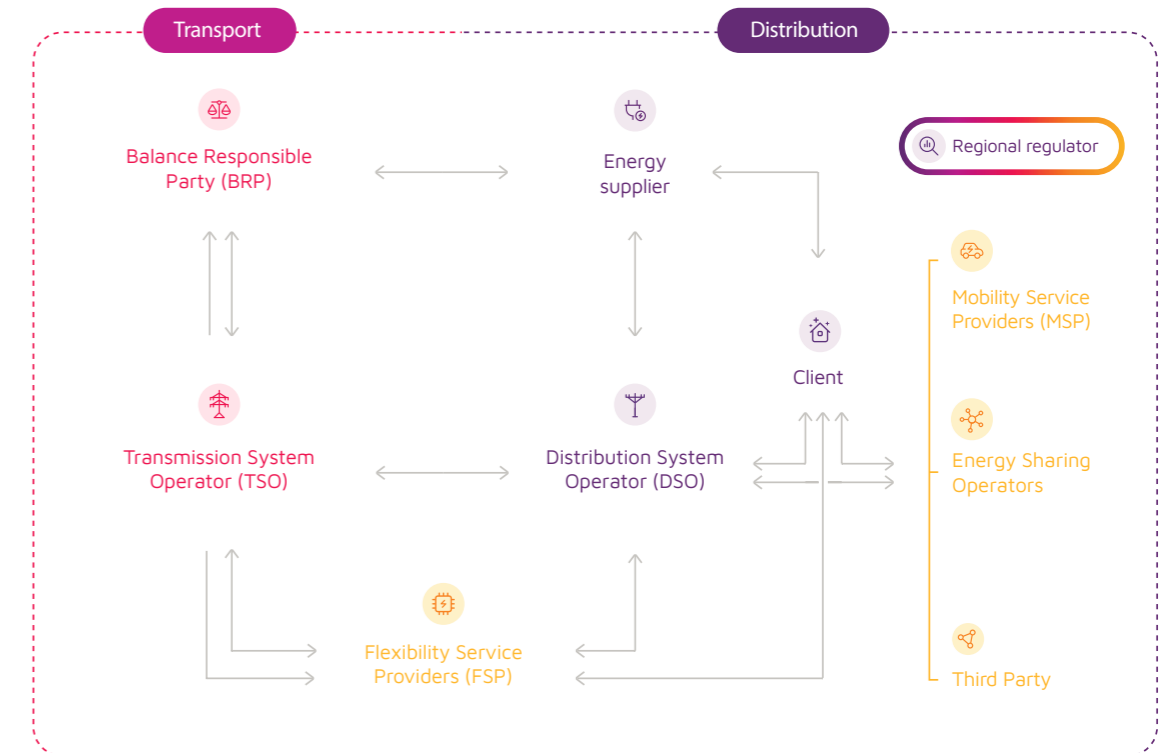 Transport
Distribution
Balance Responsible
Party (BRP)
Energy
supplier
Regional regulator
Mobility Service
Providers (MSP)
Client
Transmission System
Operator (TSO)
Distribution System
Operator (DSO)
Energy Sharing
Operators
Flexibility Service
Providers (FSP)
Third Party